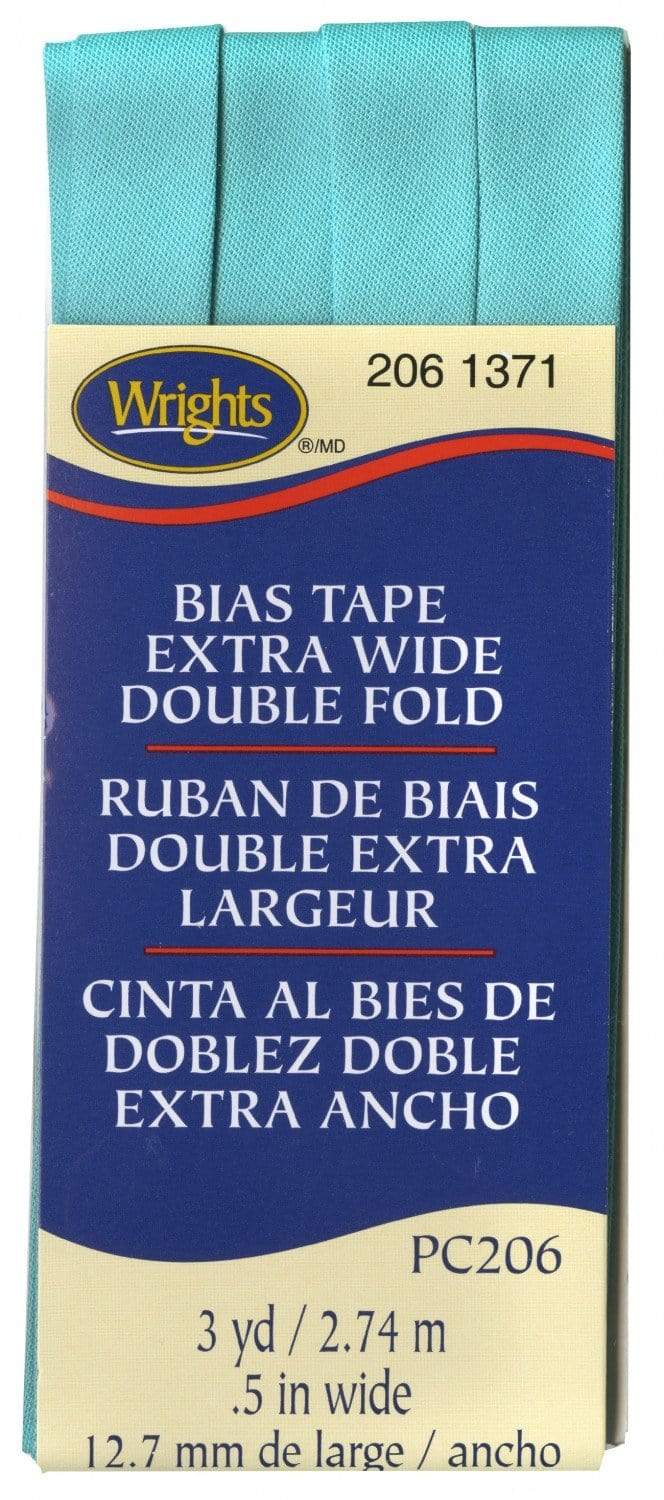 206 1371
Wrights
®/MD
BIAS TAPE
EXTRA WIDE
DOUBLE FOLD
RUBAN DE BIAIS
DOUBLE EXTRA
LARGEUR
CINTA AL BIES DE
DOBLEZ DOBLE
EXTRA ANCHO
PC206
3 yd / 2.74 m
.5 in wide
12.7 mm de large / ancho